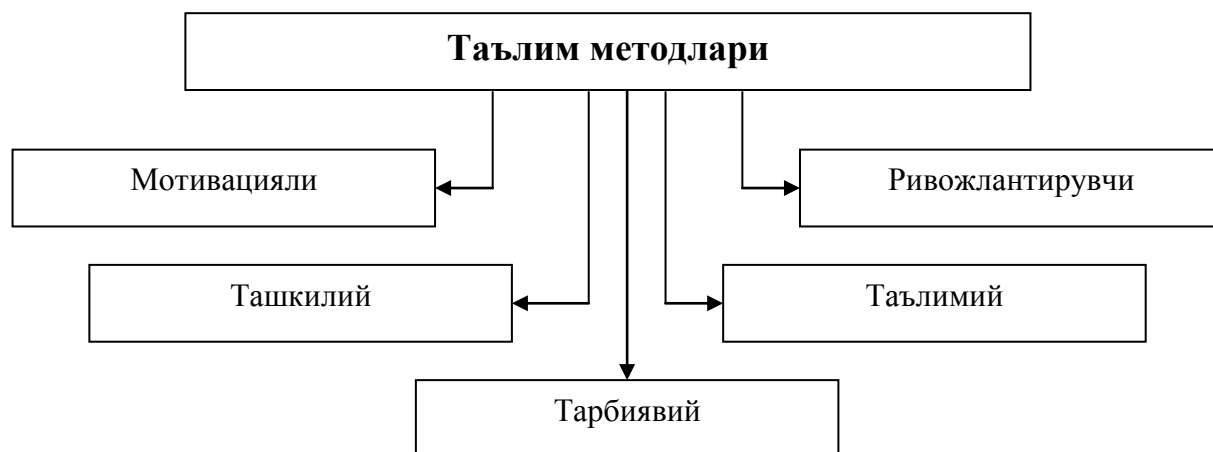 Таълим методлари
Мотивацияли
Ривожлантирувчи
Ташкилий
Таълимий
Тарбиявий